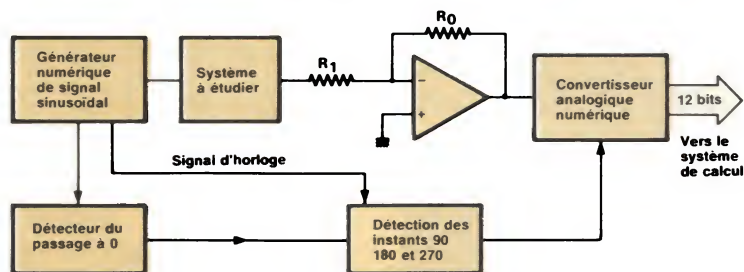 Générateur
numérique
de signal
sinusoïdal
Système
à étudier
R1
R0
−
+
Convertisseur
analogique
numérique
12 bits
Vers le
système
de calcul
Signal d'horloge
Détecteur du
passage à 0
Détection des
instants 90
180 et 270